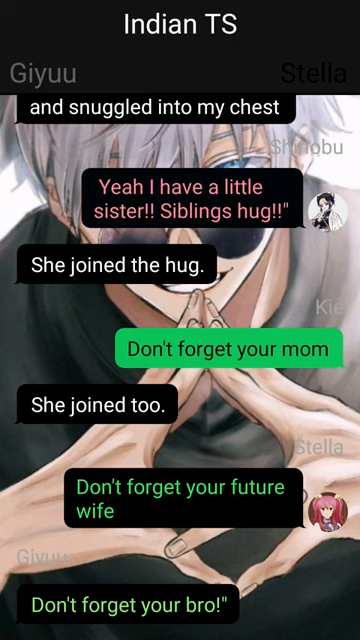 Indian TS
Giyuu
Stella
and snuggled into my chest
Shinobu
Yeah I have a little
sister!! Siblings hug!!"
She joined the hug.
Kie
Don't forget your mom
She joined too.
Stella
Don't forget your future
wife
Giyuu
Don't forget your bro!"